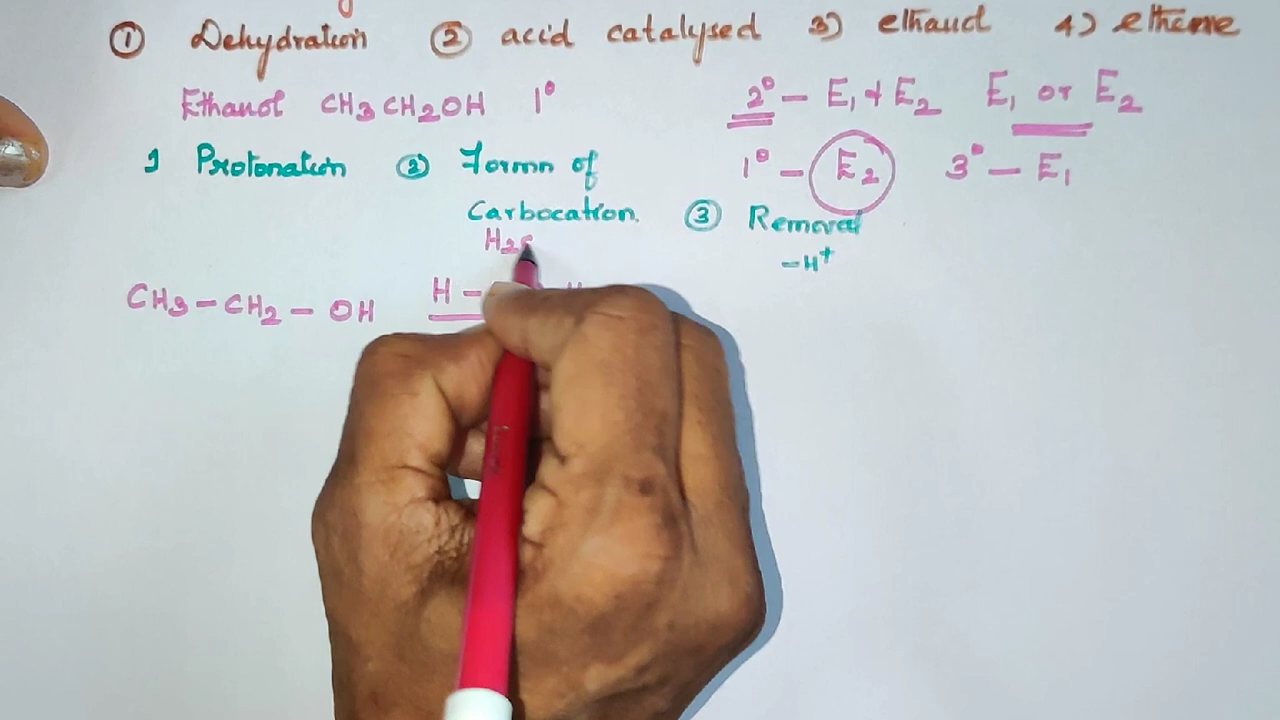 ① Dehydration ② acid catalysed 3) ethanol 4) ethene
Ethanol CH3CH2OH 1° 2° - E1 & E2 E1 or E2
1 Protonation ② Formn of 1° - E2 3° - E1
Carbocation. ③ Removal
H2 -H+
CH3-CH2-OH H-